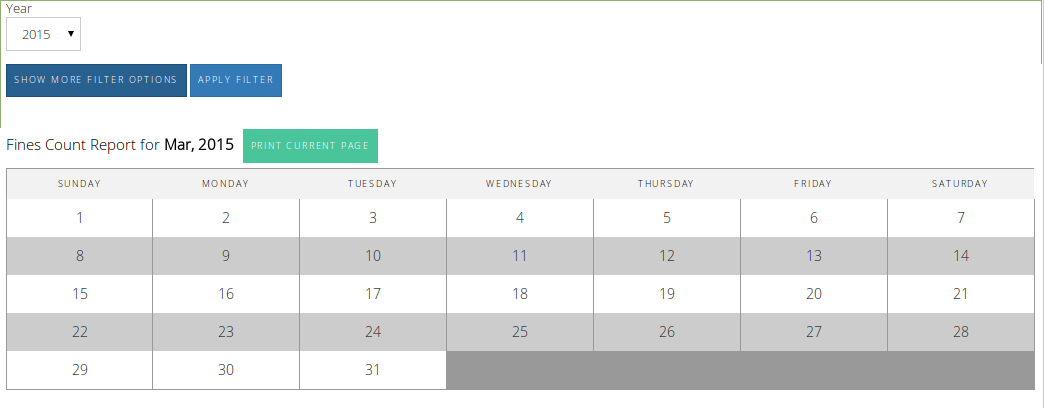 Year
2015
SHOW MORE FILTER OPTIONS APPLY FILTER
Fines Count Report for Mar, 2015 PRINT CURRENT PAGE
SUNDAY MONDAY TUESDAY WEDNESDAY THURSDAY FRIDAY SATURDAY
1 2 3 4 5 6 7
8 9 10 11 12 13 14
15 16 17 18 19 20 21
22 23 24 25 26 27 28
29 30 31